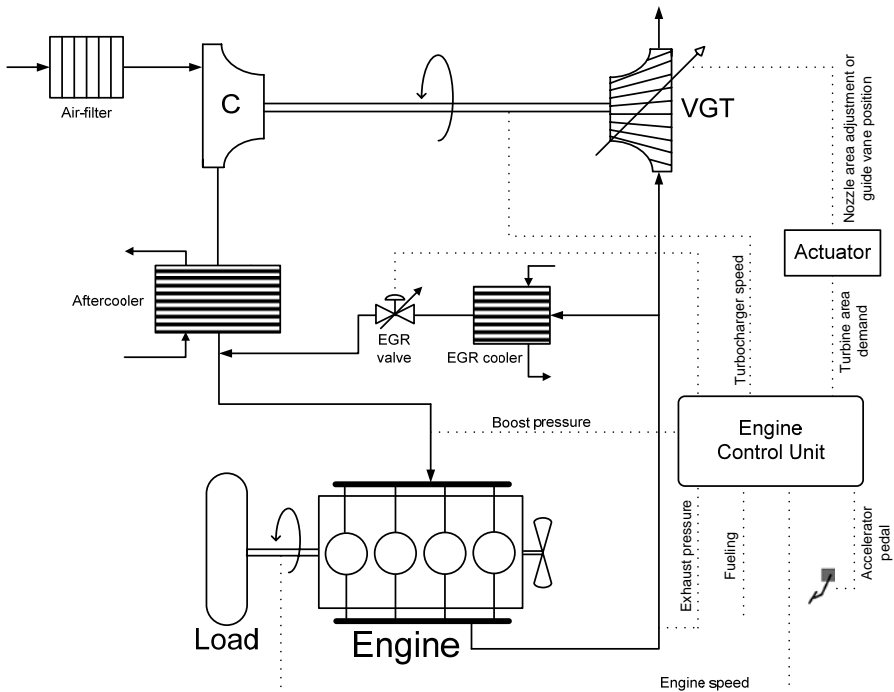 C
VGT
Air-filter
Nozzle area adjustment or
guide vane position
Actuator
Aftercooler
EGR
valve
EGR cooler
Turbocharger speed
Turbine area
demand
Boost pressure
Engine
Control Unit
Exhaust pressure
Fueling
Accelerator
pedal
Load
Engine
Engine speed